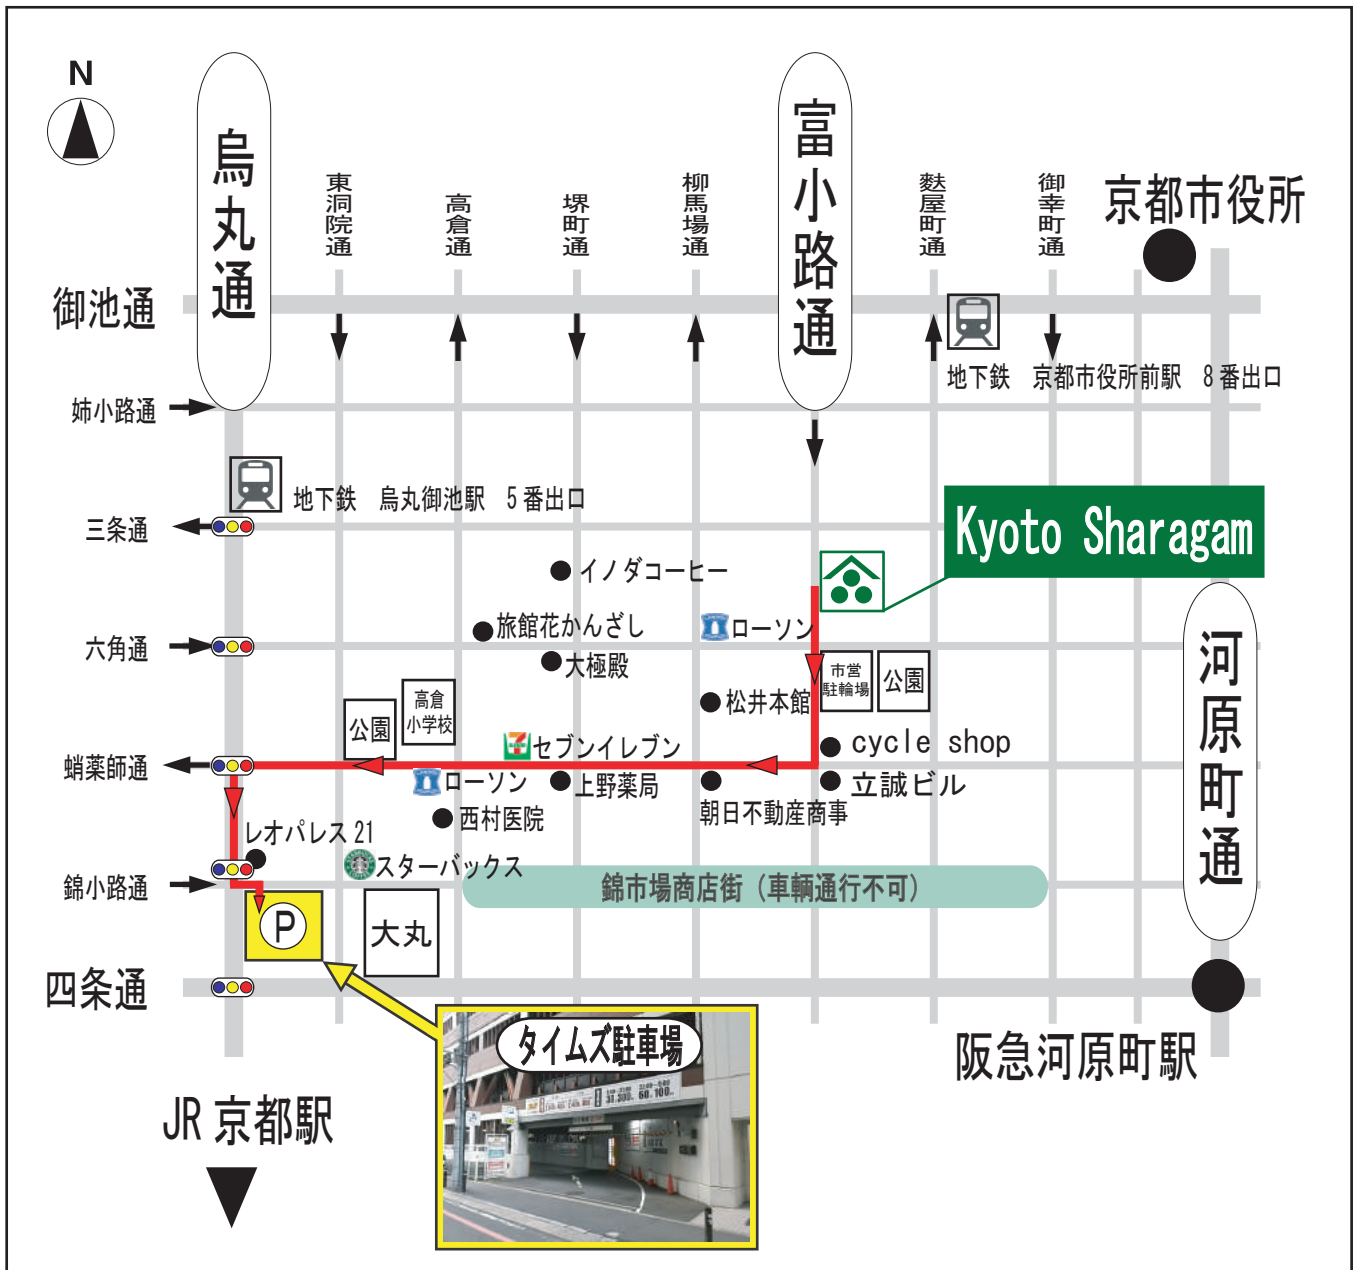 N
烏丸通
東洞院通
高倉通
堺町通
柳馬場通
富小路通
麩屋町通
御幸町通
京都市役所
御池通
地下鉄　京都市役所前駅　8番出口
姉小路通
地下鉄　烏丸御池駅　5番出口
三条通
Kyoto Sharagam
イノダコーヒー
旅館花かんざし
ローソン
六角通
大極殿
市営
駐輪場
公園
河原町通
高倉
小学校
公園
松井本館
セブンイレブン
cycle shop
蛸薬師通
ローソン
上野薬局
立誠ビル
西村医院
朝日不動産商事
レオパレス21
スターバックス
錦小路通
錦市場商店街（車輌通行不可）
P
大丸
四条通
タイムズ駐車場
阪急河原町駅
JR京都駅